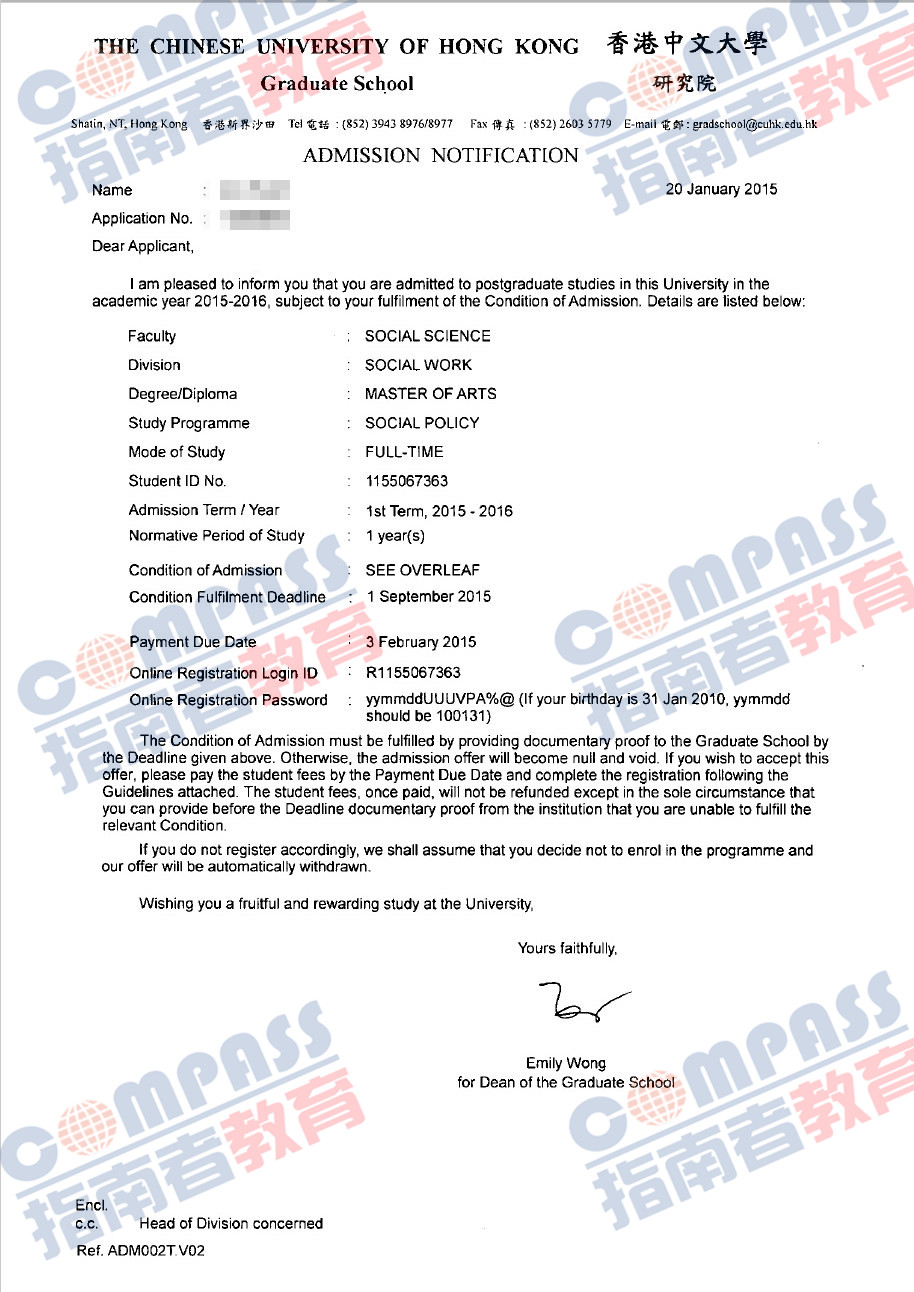 THE CHINESE UNIVERSITY OF HONG KONG 香港中文大學
Graduate School 研究院
Shatin, NT, Hong Kong 香港新界沙田 Tel 電話 : (852) 3943 8976/8977 Fax 傳真 : (852) 2603 5779 E-mail 電郵 : gradschool@cuhk.edu.hk
ADMISSION NOTIFICATION
Name :
20 January 2015
Application No. :
Dear Applicant,
I am pleased to inform you that you are admitted to postgraduate studies in this University in the
academic year 2015-2016, subject to your fulfilment of the Condition of Admission. Details are listed below:
Faculty : SOCIAL SCIENCE
Division : SOCIAL WORK
Degree/Diploma : MASTER OF ARTS
Study Programme : SOCIAL POLICY
Mode of Study : FULL-TIME
Student ID No. : 1155067363
Admission Term / Year : 1st Term, 2015 - 2016
Normative Period of Study : 1 year(s)
Condition of Admission : SEE OVERLEAF
Condition Fulfilment Deadline : 1 September 2015
Payment Due Date : 3 February 2015
Online Registration Login ID : R1155067363
Online Registration Password : yymmddUUUVPA%@ (If your birthday is 31 Jan 2010, yymmdd
should be 100131)
The Condition of Admission must be fulfilled by providing documentary proof to the Graduate School by
the Deadline given above. Otherwise, the admission offer will become null and void. If you wish to accept this
offer, please pay the student fees by the Payment Due Date and complete the registration following the
Guidelines attached. The student fees, once paid, will not be refunded except in the sole circumstance that
you can provide before the Deadline documentary proof from the institution that you are unable to fulfill the
relevant Condition.
If you do not register accordingly, we shall assume that you decide not to enrol in the programme and
our offer will be automatically withdrawn.
Wishing you a fruitful and rewarding study at the University,
Yours faithfully,
Emily Wong
for Dean of the Graduate School
Encl.
c.c. Head of Division concerned
Ref. ADM002T.V02
COMPASS
指南者教育
COMPASS
指南者教育
COMPASS
指南者教育
COMPASS
指南者教育
COMPASS
指南者教育
COMPASS
指南者教育